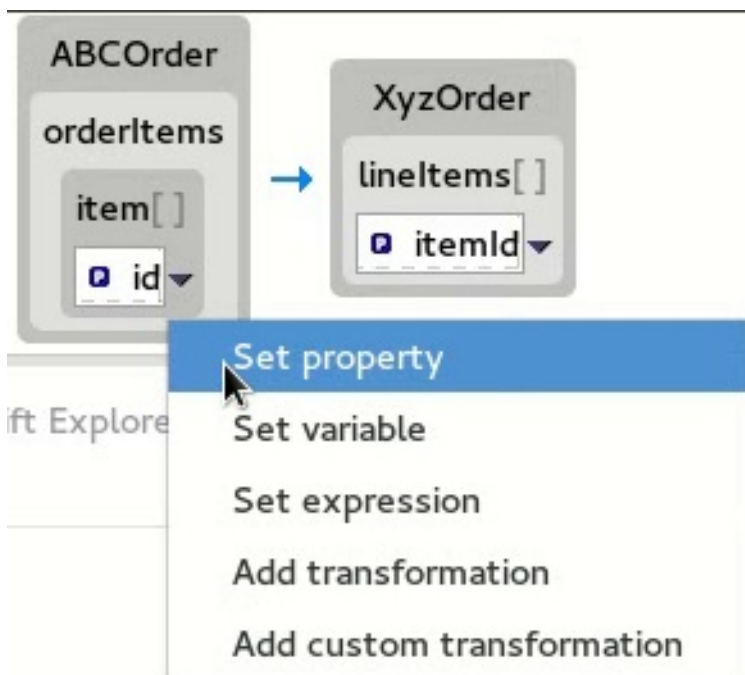 ABCOrder
orderItems
item[]
id
XyzOrder
lineItems[]
itemId
Set property
ft Explore
Set variable
Set expression
Add transformation
Add custom transformation